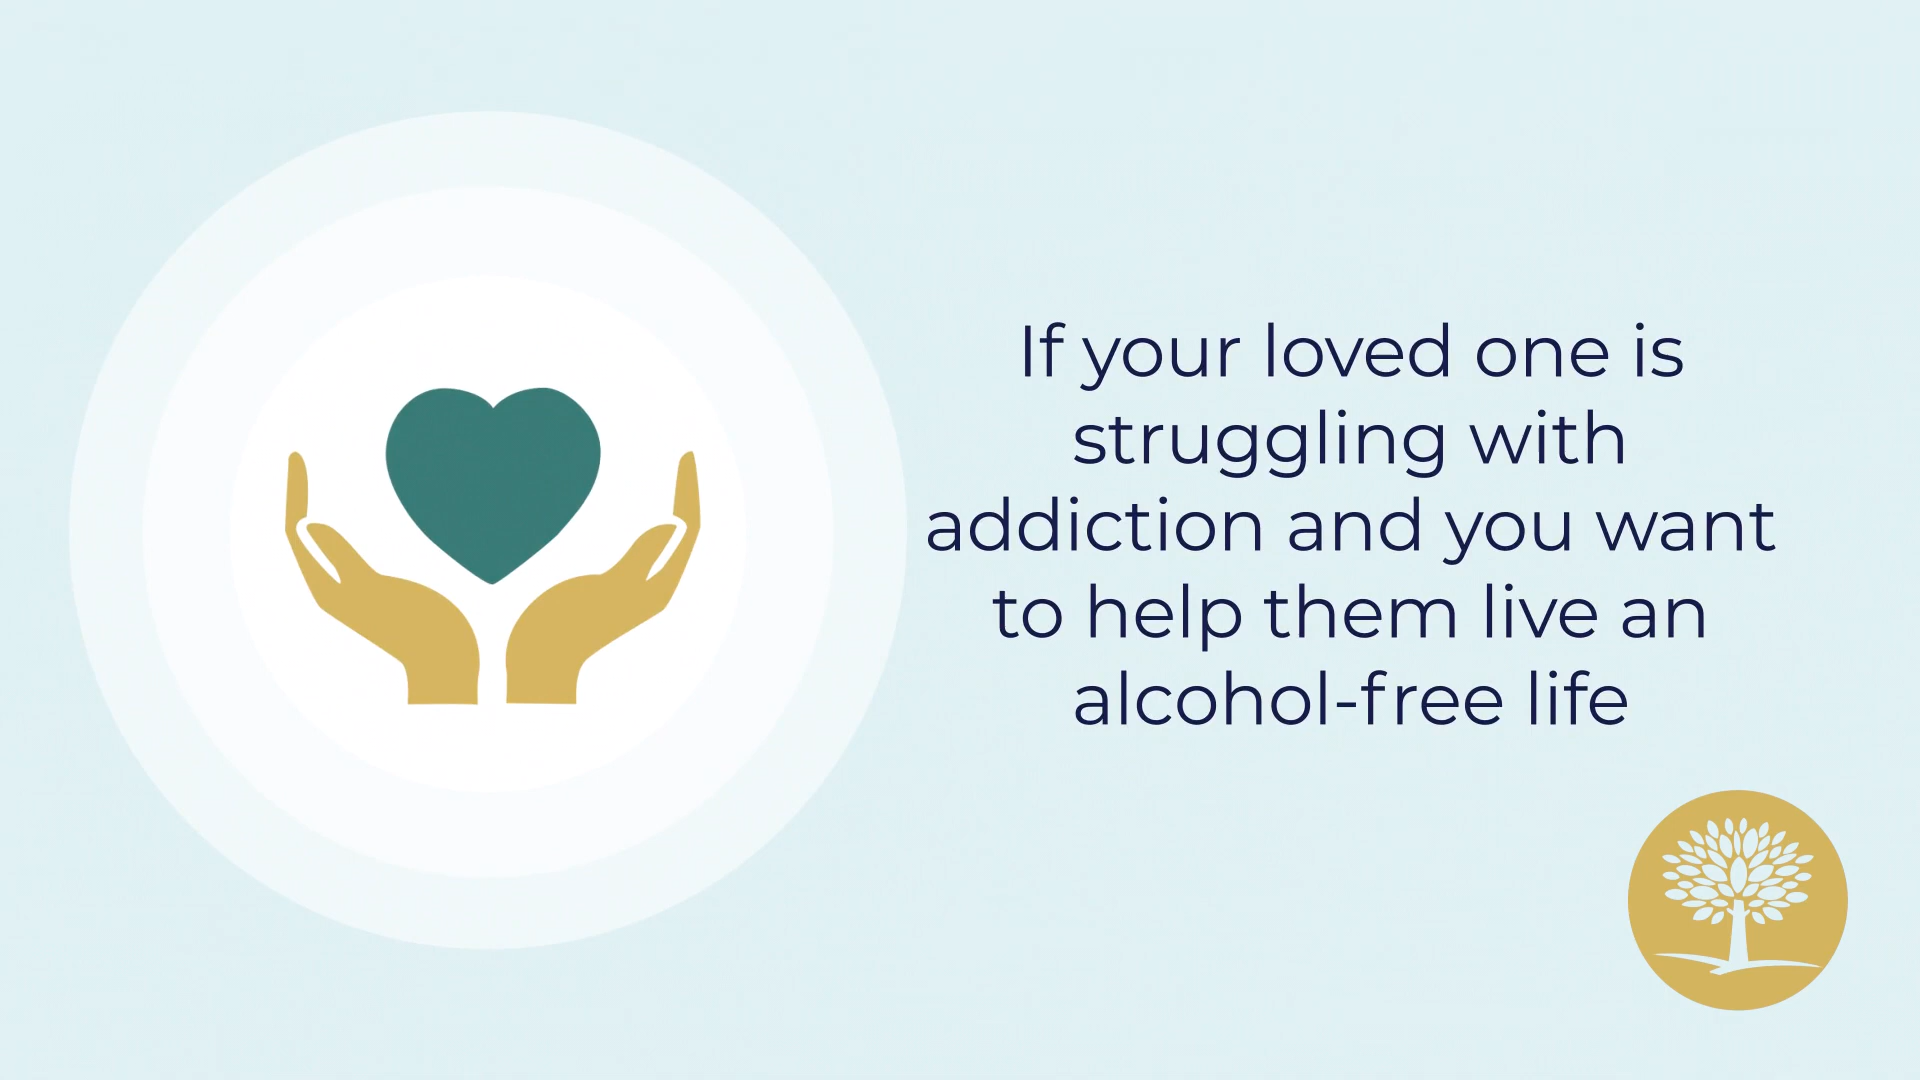 If your loved one is
struggling with
addiction and you want
to help them live an
alcohol-free life